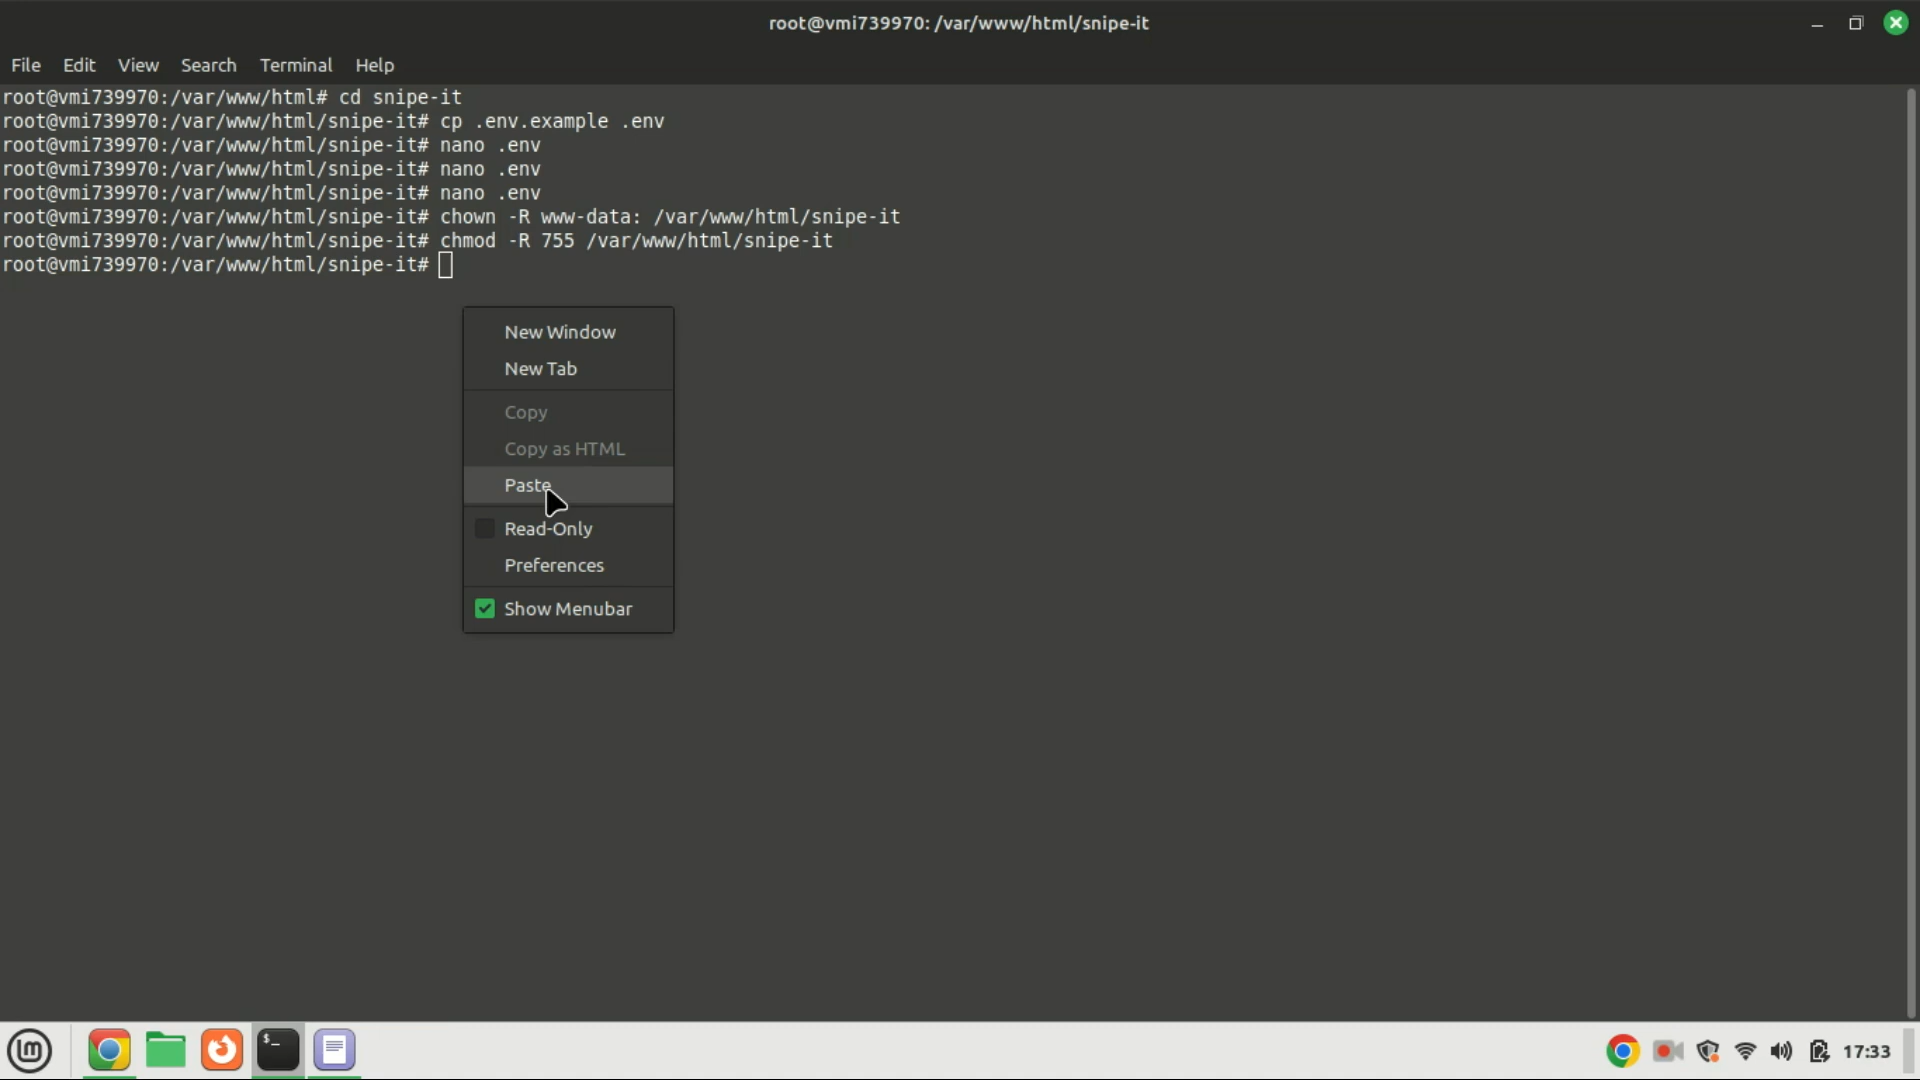 root@vmi739970: /var/www/html/snipe-it
File Edit View Search Terminal Help
root@vmi739970:/var/www/html# cd snipe-it
root@vmi739970:/var/www/html/snipe-it# cp .env.example .env
root@vmi739970:/var/www/html/snipe-it# nano .env
root@vmi739970:/var/www/html/snipe-it# nano .env
root@vmi739970:/var/www/html/snipe-it# nano .env
root@vmi739970:/var/www/html/snipe-it# chown -R www-data: /var/www/html/snipe-it
root@vmi739970:/var/www/html/snipe-it# chmod -R 755 /var/www/html/snipe-it
root@vmi739970:/var/www/html/snipe-it#
New Window
New Tab
Copy
Copy as HTML
Paste
Read-Only
Preferences
Show Menubar
17:33